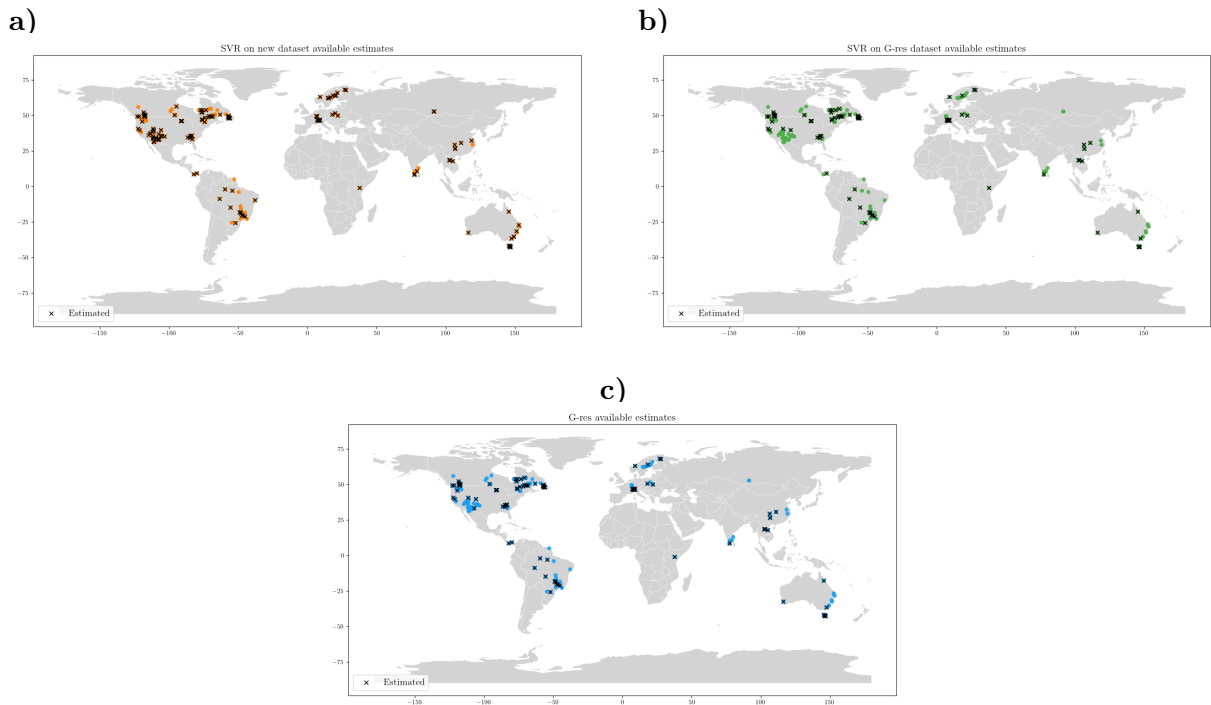 a)
SVR on new dataset available estimates
75
50
25
0
−25
−50
−75
× Estimated
−150 −100 −50 0 50 100 150
b)
SVR on G-res dataset available estimates
75
50
25
0
−25
−50
−75
× Estimated
−150 −100 −50 0 50 100 150
c)
G-res available estimates
75
50
25
0
−25
−50
−75
× Estimated
−150 −100 −50 0 50 100 150